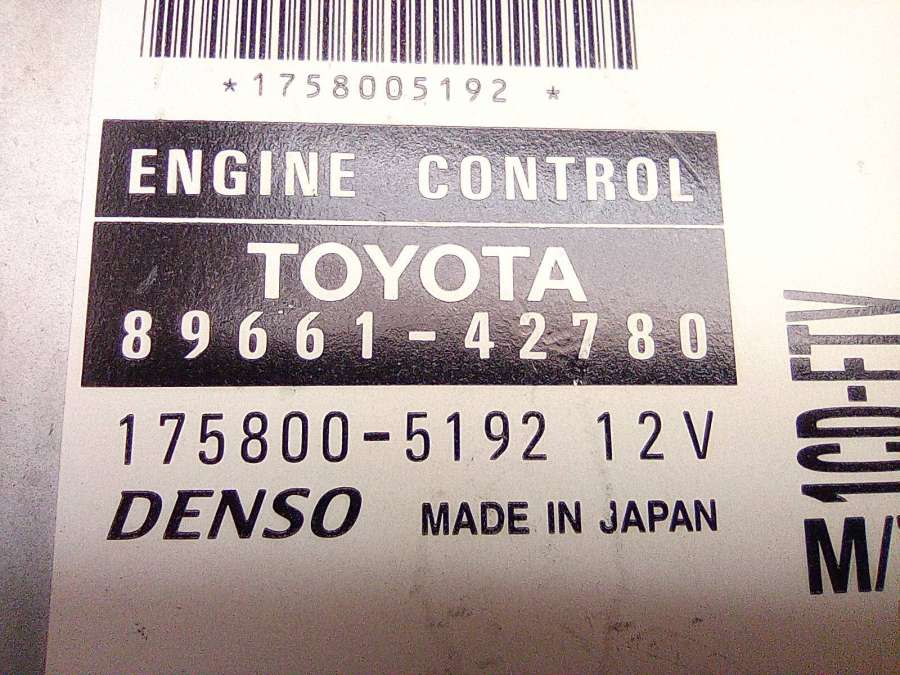 *1758005192 *
ENGINE CONTROL
TOYOTA
89661-42780
175800-5192 12V
DENSO MADE IN JAPAN
1CD-FTV